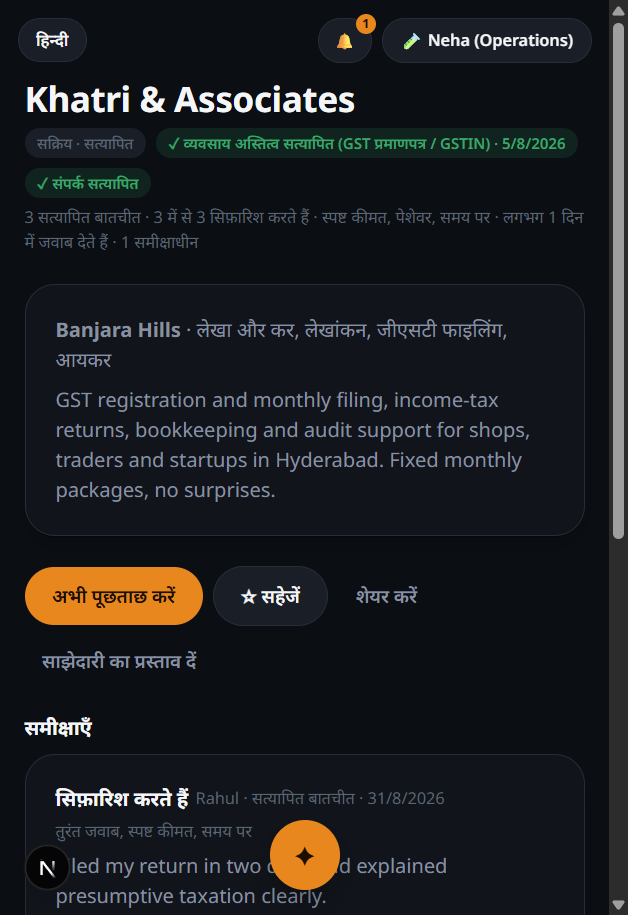 हिन्दी
1
Neha (Operations)
Khatri & Associates
सक्रिय · सत्यापित
✓ व्यवसाय अस्तित्व सत्यापित (GST प्रमाणपत्र / GSTIN) · 5/8/2026
✓ संपर्क सत्यापित
3 सत्यापित बातचीत · 3 में से 3 सिफ़ारिश करते हैं · स्पष्ट कीमत, पेशेवर, समय पर · लगभग 1 दिन
में जवाब देते हैं · 1 समीक्षाधीन
Banjara Hills · लेखा और कर, लेखांकन, जीएसटी फाइलिंग,
आयकर
GST registration and monthly filing, income-tax
returns, bookkeeping and audit support for shops,
traders and startups in Hyderabad. Fixed monthly
packages, no surprises.
अभी पूछताछ करें
☆ सहेजें
शेयर करें
साझेदारी का प्रस्ताव दें
समीक्षाएँ
सिफ़ारिश करते हैं Rahul · सत्यापित बातचीत · 31/8/2026
तुरंत जवाब, स्पष्ट कीमत, समय पर
N
my return in two explained
presumptive taxation clearly.